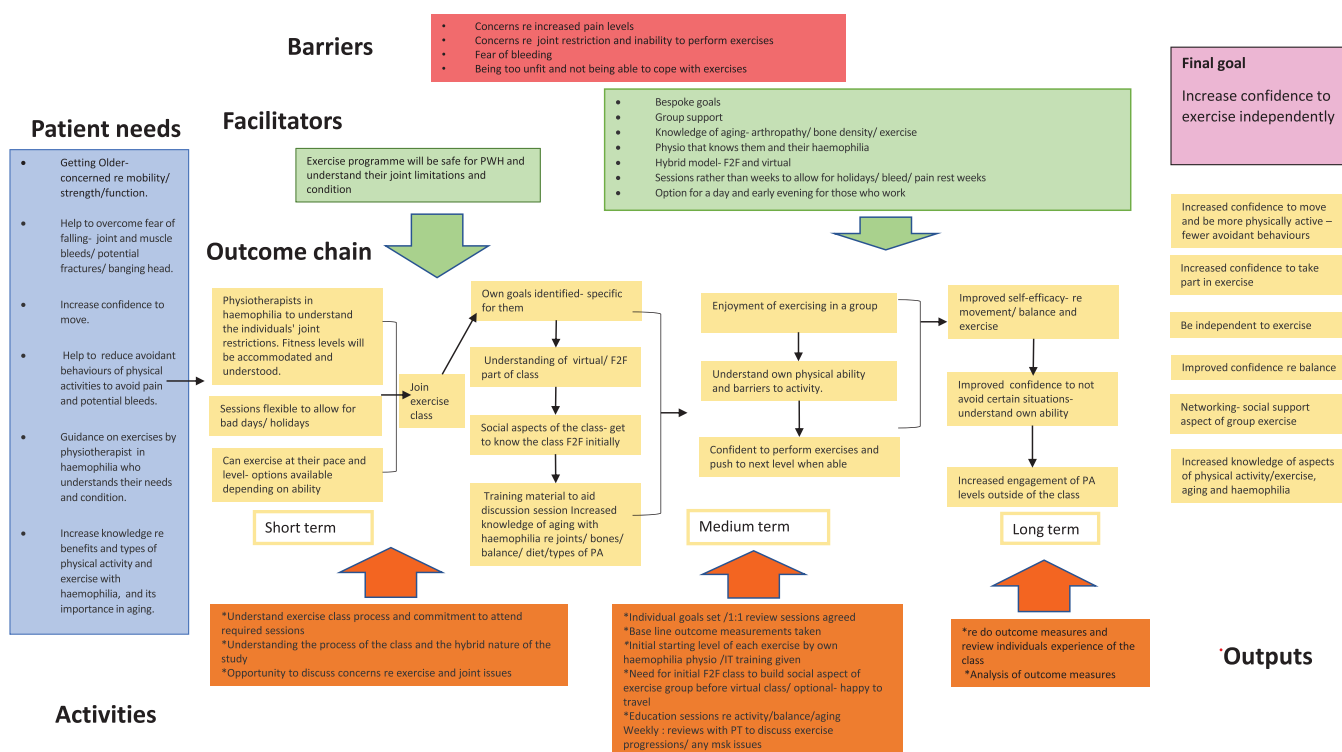 Barriers
• Concerns re increased pain levels
• Concerns re joint restriction and inability to perform exercises
• Fear of bleeding
• Being too unfit and not being able to cope with exercises
Final goal
Increase confidence to
exercise independently
Patient needs
• Getting Older-
concerned re mobility/
strength/function.
• Help to overcome fear of
falling- joint and muscle
bleeds/ potential
fractures/ banging head.
• Increase confidence to
move.
• Help to reduce avoidant
behaviours of physical
activities to avoid pain
and potential bleeds.
• Guidance on exercises by
physiotherapist in
haemophilia who
understands their needs
and condition.
• Increase knowledge re
benefits and types of
physical activity and
exercise with
haemophilia, and its
importance in aging.
Facilitators
Exercise programme will be safe for PWH and
understand their joint limitations and
condition
• Bespoke goals
• Group support
• Knowledge of aging- arthropathy/ bone density/ exercise
• Physio that knows them and their haemophilia
• Hybrid model- F2F and virtual
• Sessions rather than weeks to allow for holidays/ bleed/ pain rest weeks
• Option for a day and early evening for those who work
Outcome chain
Physiotherapists in
haemophilia to understand
the individuals' joint
restrictions. Fitness levels will
be accommodated and
understood.
Sessions flexible to allow for
bad days/ holidays
Can exercise at their pace and
level- options available
depending on ability
Short term
Join
exercise
class
Own goals identified- specific
for them
Understanding of virtual/ F2F
part of class
Social aspects of the class- get
to know the class F2F initially
Training material to aid
discussion session Increased
knowledge of aging with
haemophilia re joints/ bones/
balance/ diet/types of PA
Enjoyment of exercising in a group
Understand own physical ability
and barriers to activity.
Confident to perform exercises and
push to next level when able
Medium term
Improved self-efficacy- re
movement/ balance and
exercise
Improved confidence to not
avoid certain situations-
understand own ability
Increased engagement of PA
levels outside of the class
Long term
Increased confidence to move
and be more physically active –
fewer avoidant behaviours
Increased confidence to take
part in exercise
Be independent to exercise
Improved confidence re balance
Networking- social support
aspect of group exercise
Increased knowledge of aspects
of physical activity/exercise,
aging and haemophilia
Outputs
Activities
*Understand exercise class process and commitment to attend
required sessions
*Understanding the process of the class and the hybrid nature of the
study
*Opportunity to discuss concerns re exercise and joint issues
*Individual goals set /1:1 review sessions agreed
*Base line outcome measurements taken
*Initial starting level of each exercise by own
haemophilia physio /IT training given
*Need for initial F2F class to build social aspect of
exercise group before virtual class/ optional- happy to
travel
*Education sessions re activity/balance/aging
Weekly : reviews with PT to discuss exercise
progressions/ any msk issues
*re do outcome measures and
review individuals experience of the
class
*Analysis of outcome measures